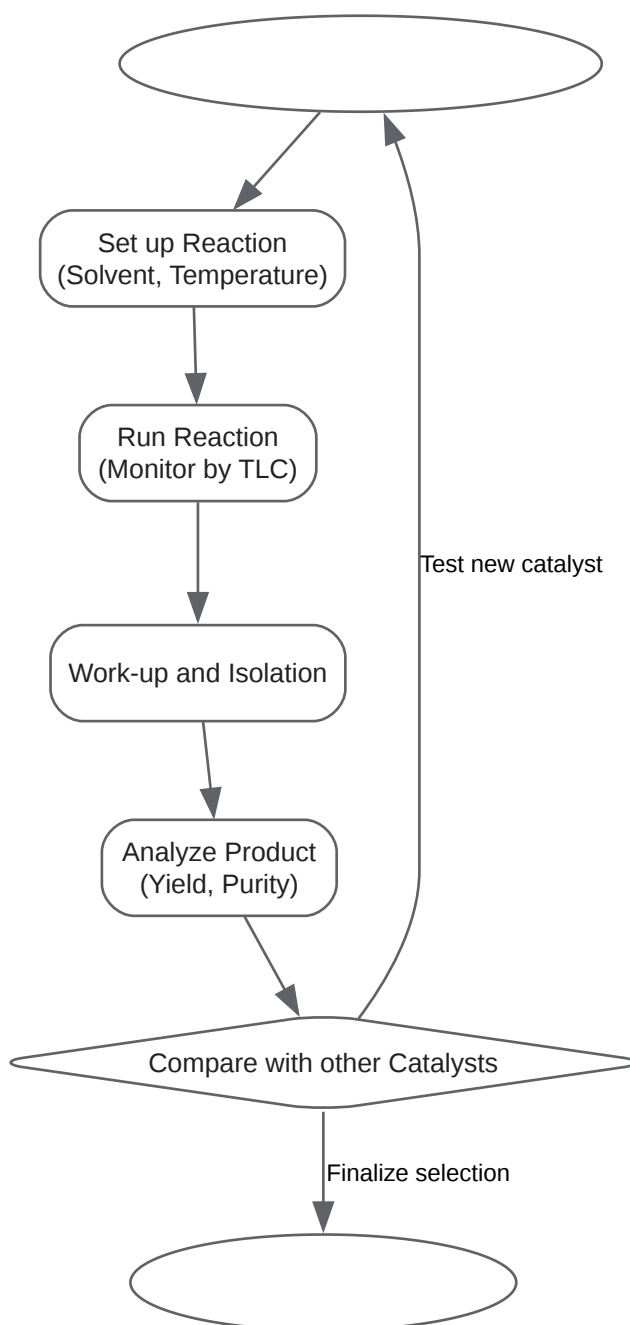 Set up Reaction
(Solvent, Temperature)
Run Reaction
(Monitor by TLC)
Test new catalyst
Work-up and Isolation
Analyze Product
(Yield, Purity)
Compare with other Catalysts
Finalize selection